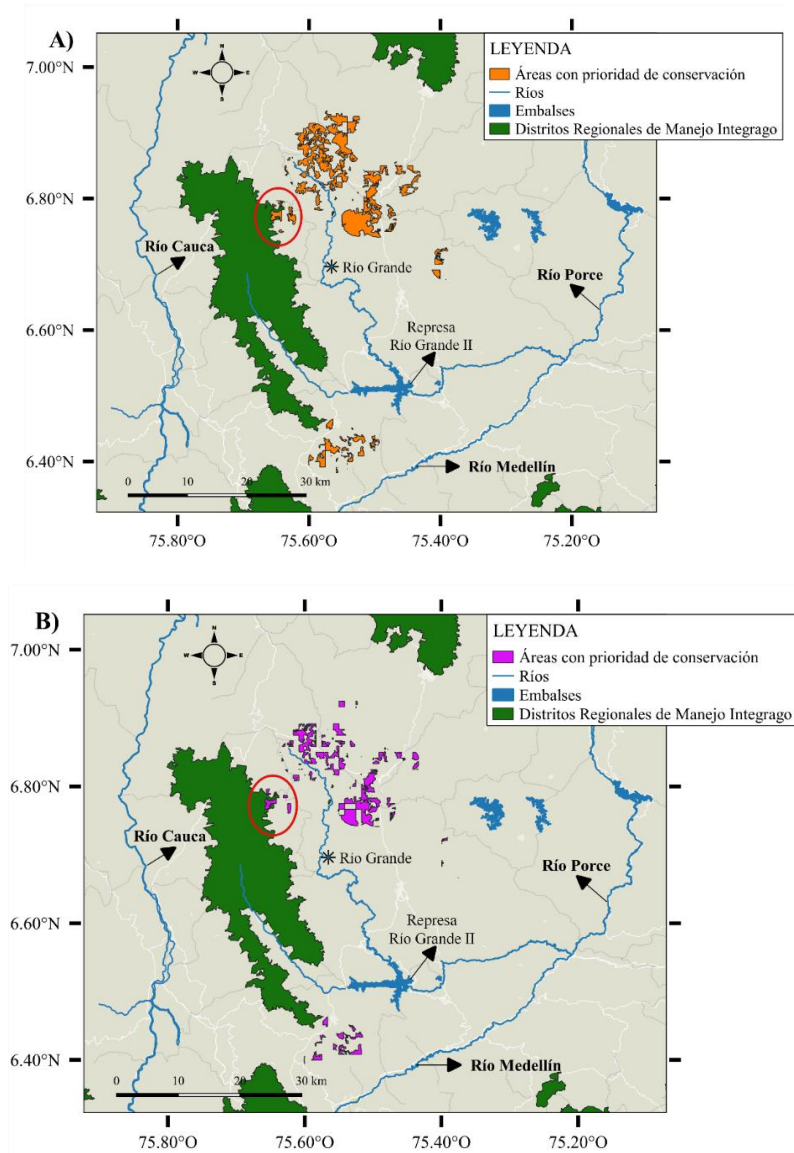 A)
LEYENDA
Áreas con prioridad de conservación
Ríos
Embalses
Distritos Regionales de Manejo Integrago
7.00°N
N
W E
S
6.80°N
Río Cauca
Río Grande
Río Porce
6.60°N
Represa
Río Grande II
6.40°N
Río Medellín
0 10 20 30 km
75.80°O 75.60°O 75.40°O 75.20°O
B)
LEYENDA
Áreas con prioridad de conservación
Ríos
Embalses
Distritos Regionales de Manejo Integrago
7.00°N
N
W E
S
6.80°N
Río Cauca
Río Grande
Río Porce
6.60°N
Represa
Río Grande II
6.40°N
Río Medellín
0 10 20 30 km
75.80°O 75.60°O 75.40°O 75.20°O